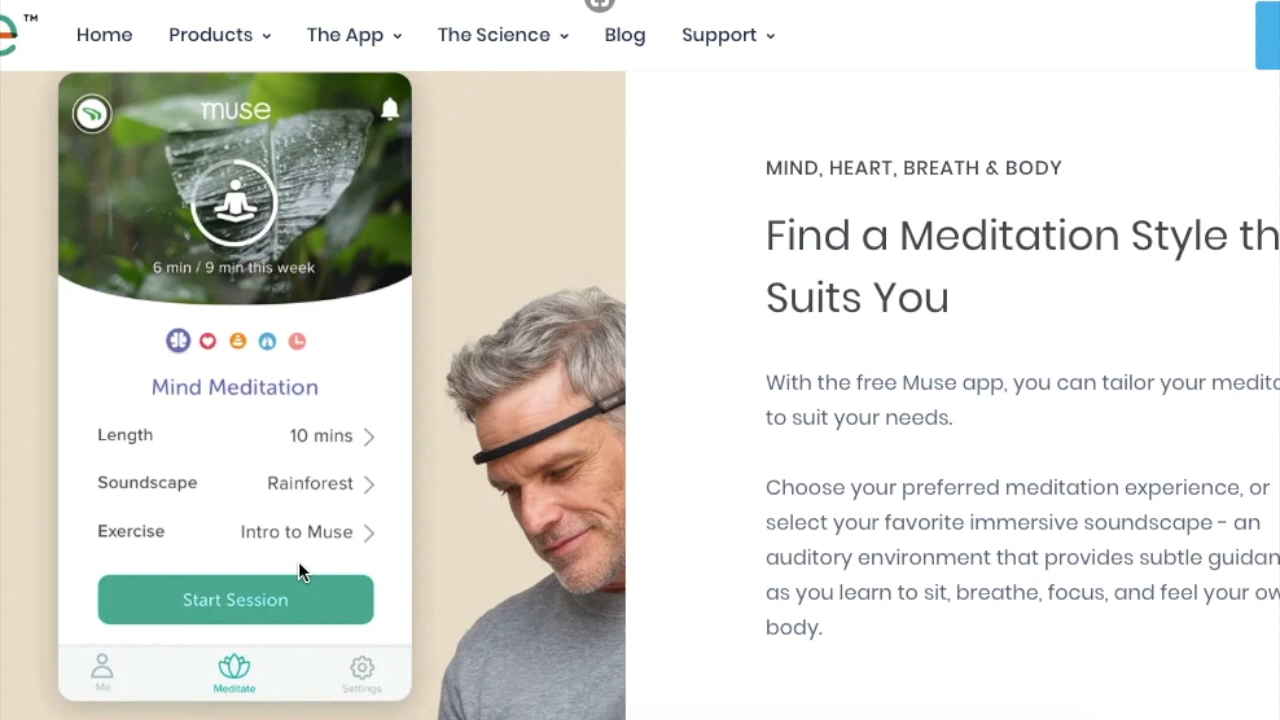 TM
Home Products The App The Science Blog Support
muse
6 min / 9 min this week
Mind Meditation
Length 10 mins
Soundscape Rainforest
Exercise Intro to Muse
Start Session
Me Meditate Settings
MIND, HEART, BREATH & BODY
Find a Meditation Style th
Suits You
With the free Muse app, you can tailor your medita
to suit your needs.
Choose your preferred meditation experience, or
select your favorite immersive soundscape - an
auditory environment that provides subtle guidan
as you learn to sit, breathe, focus, and feel your ow
body.